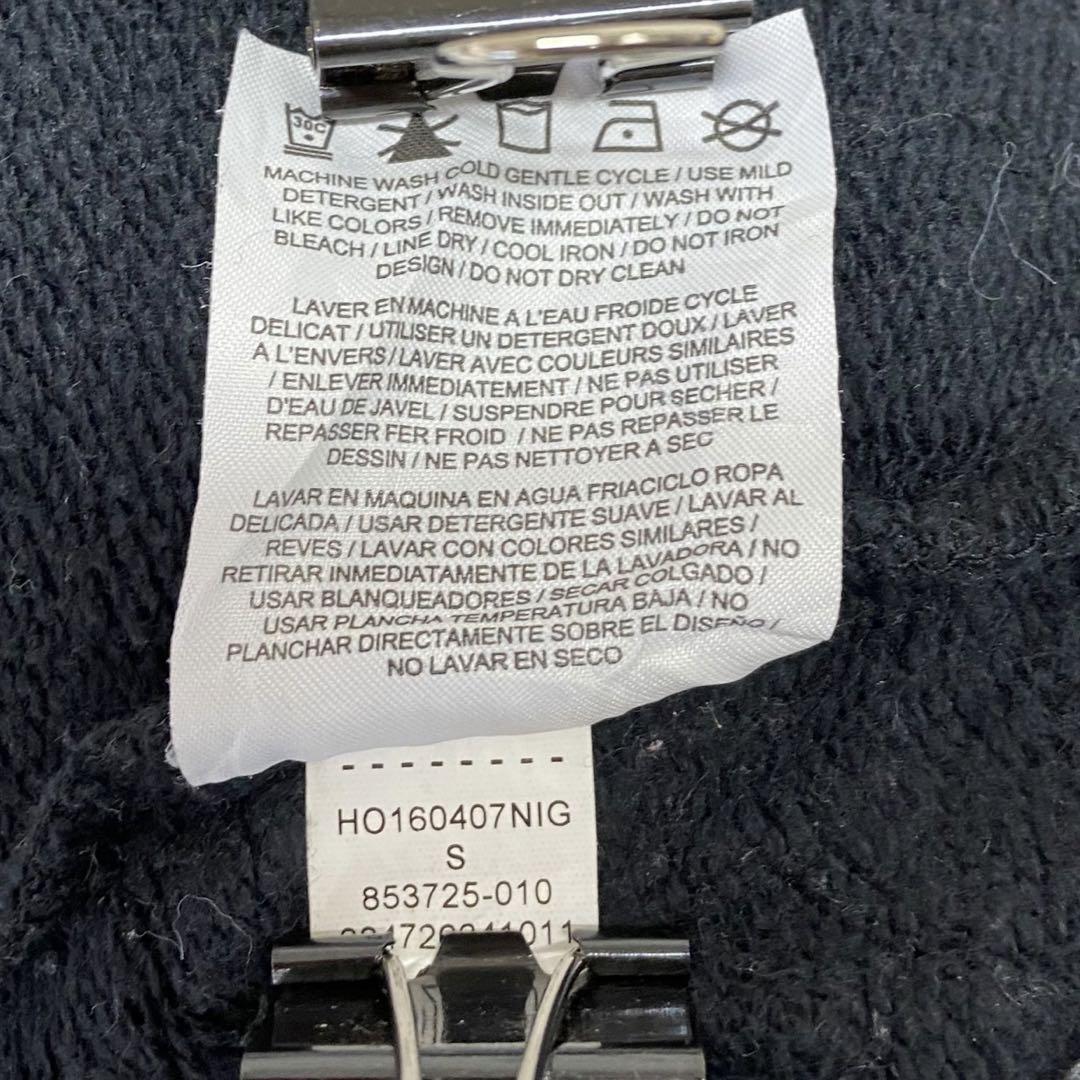 30C
MACHINE WASH COLD GENTLE CYCLE / USE MILD
DETERGENT / WASH INSIDE OUT / WASH WITH
LIKE COLORS / REMOVE IMMEDIATELY / DO NOT
BLEACH / LINE DRY / COOL IRON / DO NOT IRON
DESIGN / DO NOT DRY CLEAN
LAVER EN MACHINE A L'EAU FROIDE CYCLE
DELICAT / UTILISER UN DETERGENT DOUX / LAVER
A L'ENVERS / LAVER AVEC COULEURS SIMILAIRES
/ ENLEVER IMMEDIATEMENT / NE PAS UTILISER
D'EAU DE JAVEL / SUSPENDRE POUR SECHER /
REPASSER FER FROID / NE PAS REPASSER LE
DESSIN / NE PAS NETTOYER A SEC
LAVAR EN MAQUINA EN AGUA FRIACICLO ROPA
DELICADA / USAR DETERGENTE SUAVE / LAVAR AL
REVES / LAVAR CON COLORES SIMILARES /
RETIRAR INMEDIATAMENTE DE LA LAVADORA / NO
USAR BLANQUEADORES / SECAR COLGADO /
USAR PLANCHA TEMPERATURA BAJA / NO
PLANCHAR DIRECTAMENTE SOBRE EL DISEÑO /
NO LAVAR EN SECO
HO160407NIG
S
853725-010